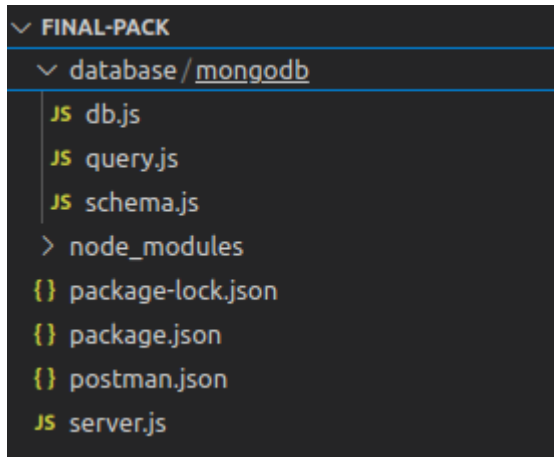 FINAL-PACK
database / mongodb
JS db.js
JS query.js
JS schema.js
node_modules
{} package-lock.json
{} package.json
{} postman.json
JS server.js